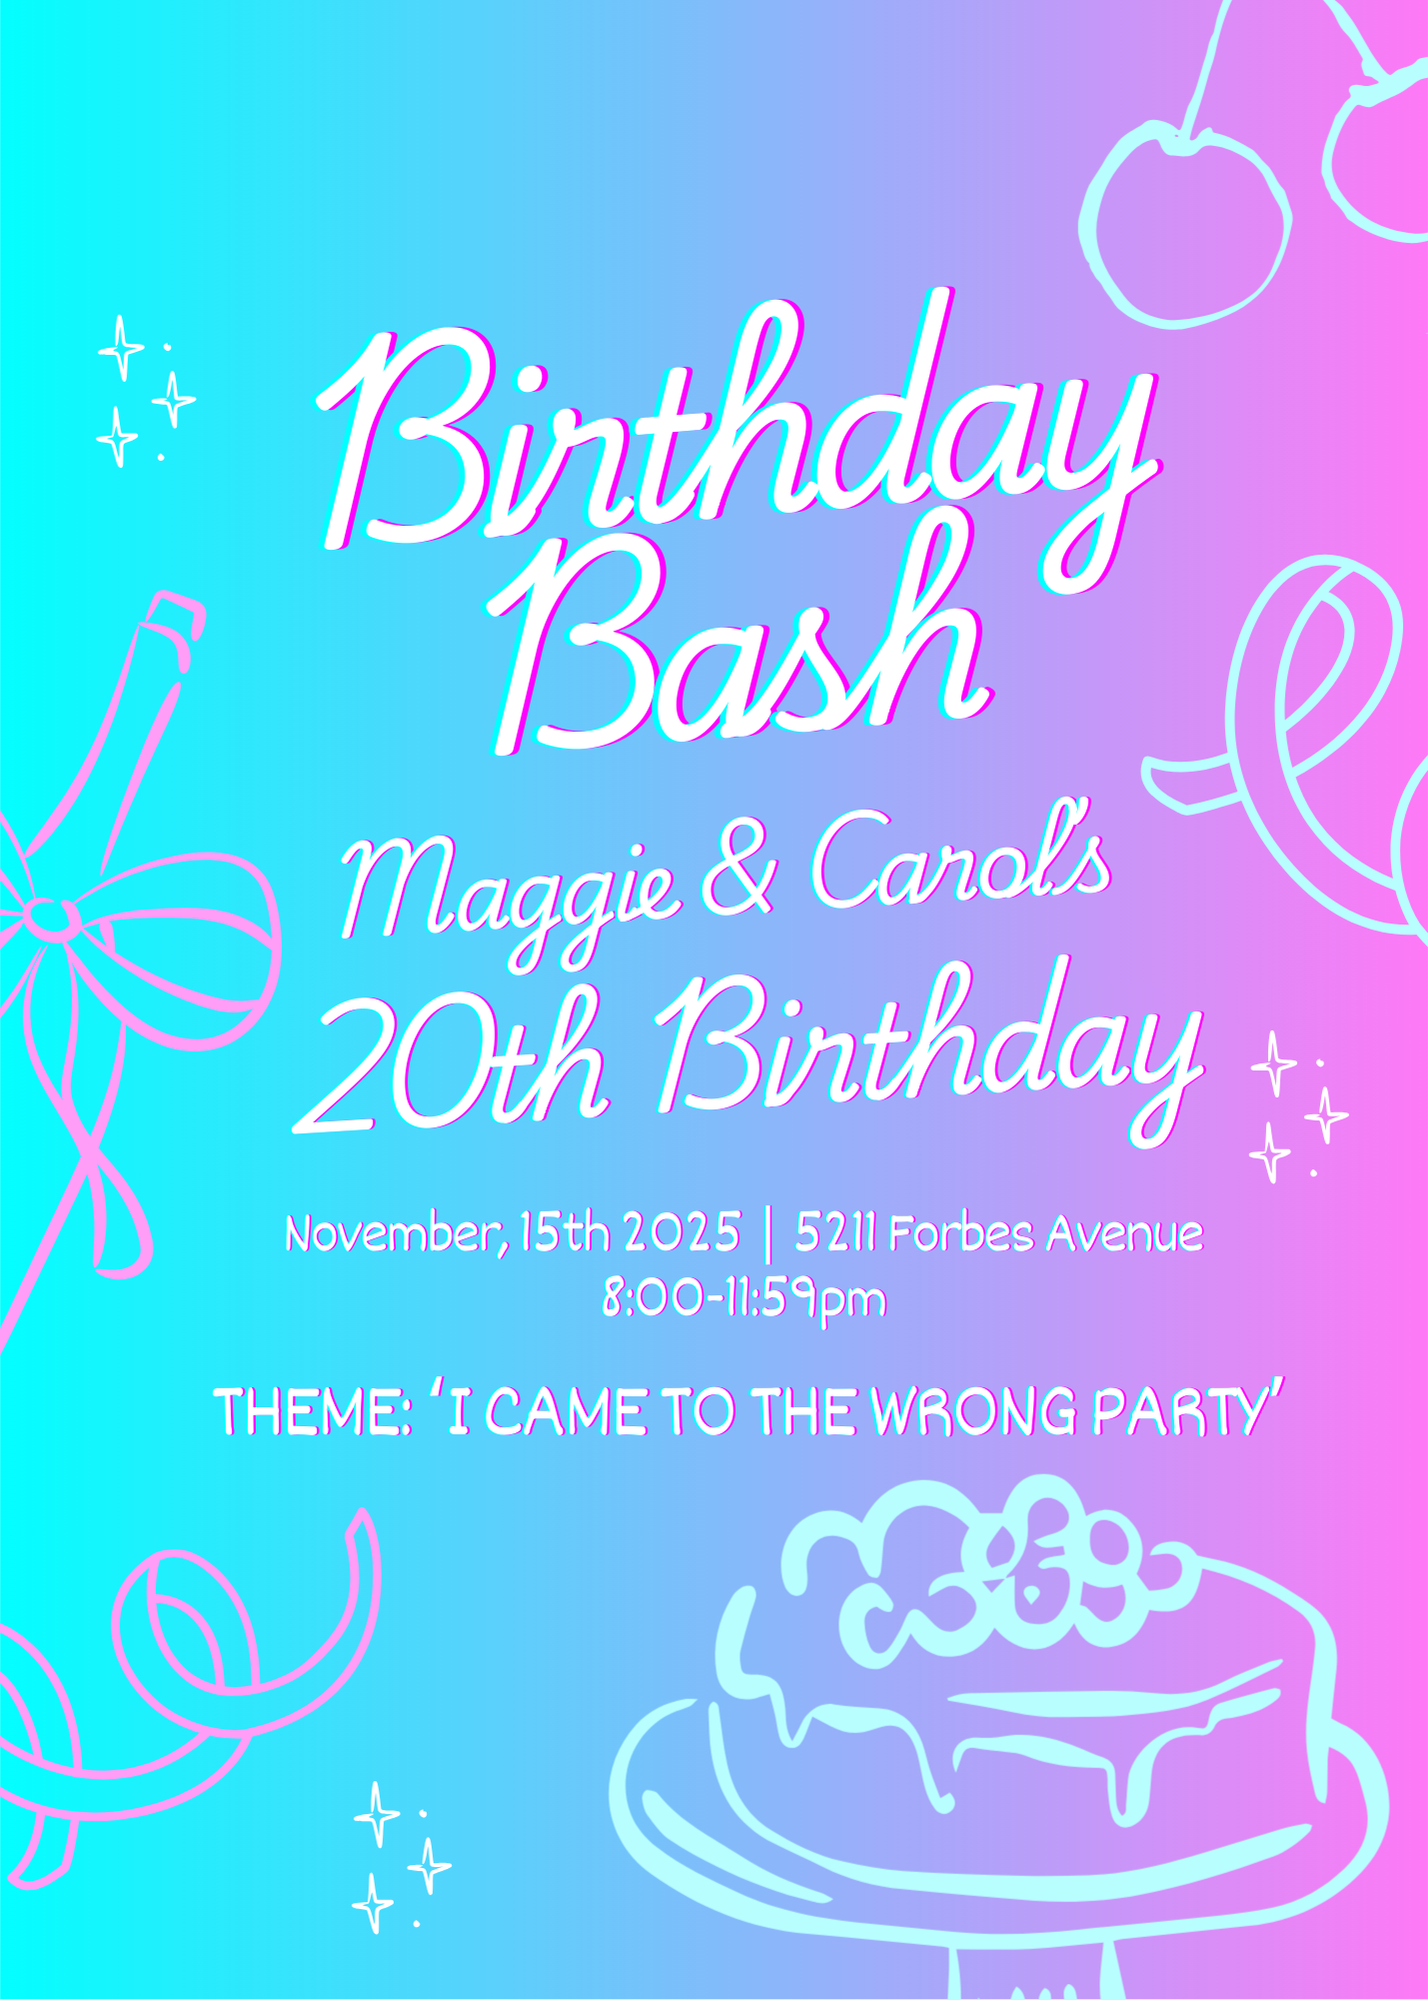 Birthday
Bash
Maggie & Carol's
20th Birthday
November, 15th 2025 | 5211 Forbes Avenue
8:00-11:59pm
THEME: ‘I CAME TO THE WRONG PARTY’